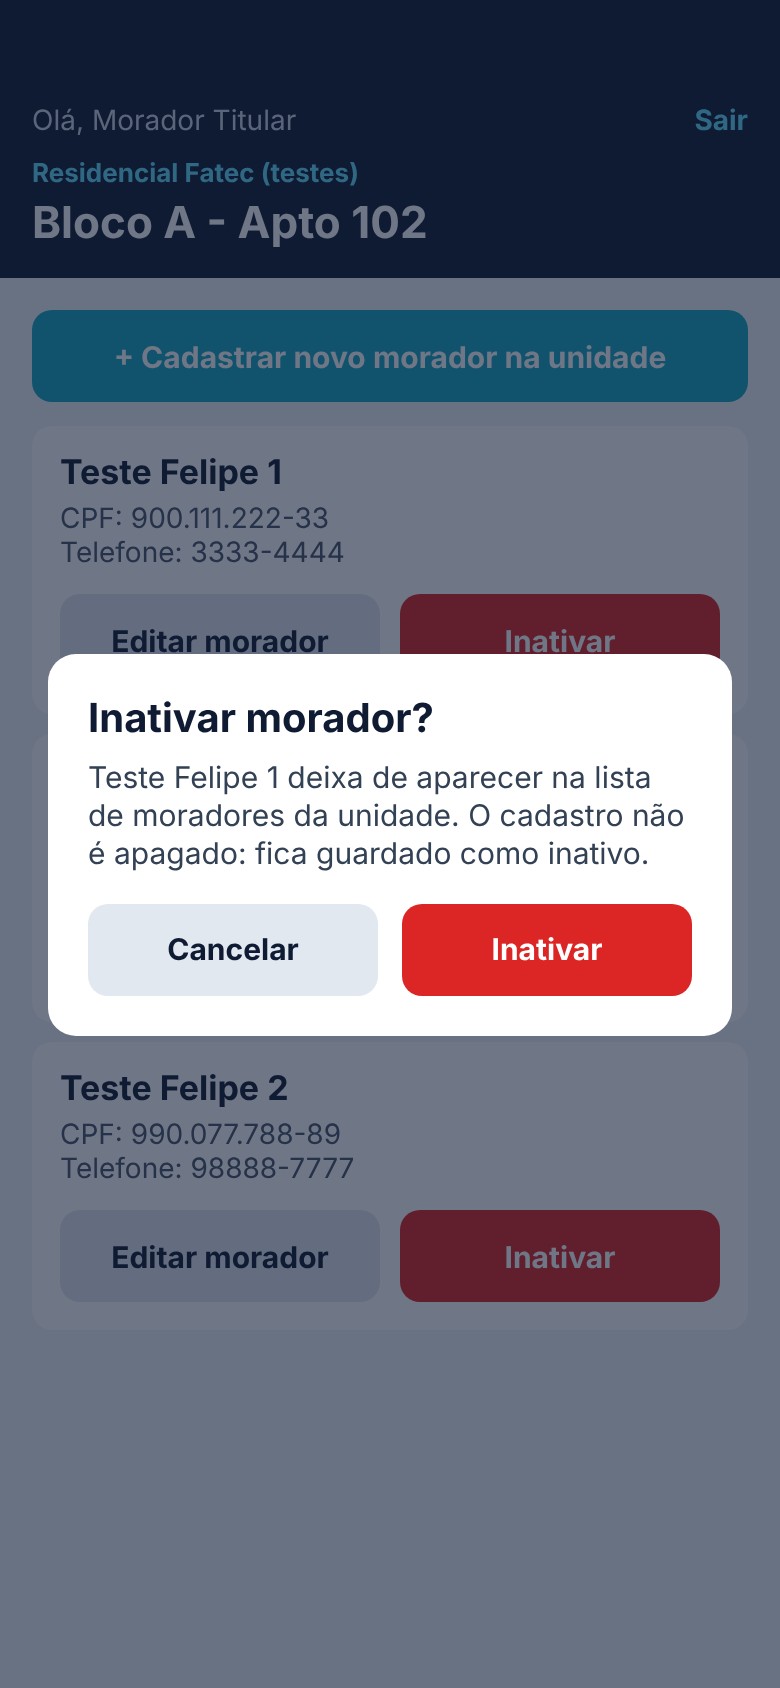 Olá, Morador Titular
Sair
Residencial Fatec (testes)
Bloco A - Apto 102
+ Cadastrar novo morador na unidade
Teste Felipe 1
CPF: 900.111.222-33
Telefone: 3333-4444
Editar morador
Inativar
Inativar morador?
Teste Felipe 1 deixa de aparecer na lista
de moradores da unidade. O cadastro não
é apagado: fica guardado como inativo.
Cancelar
Inativar
Teste Felipe 2
CPF: 990.077.788-89
Telefone: 98888-7777
Editar morador
Inativar